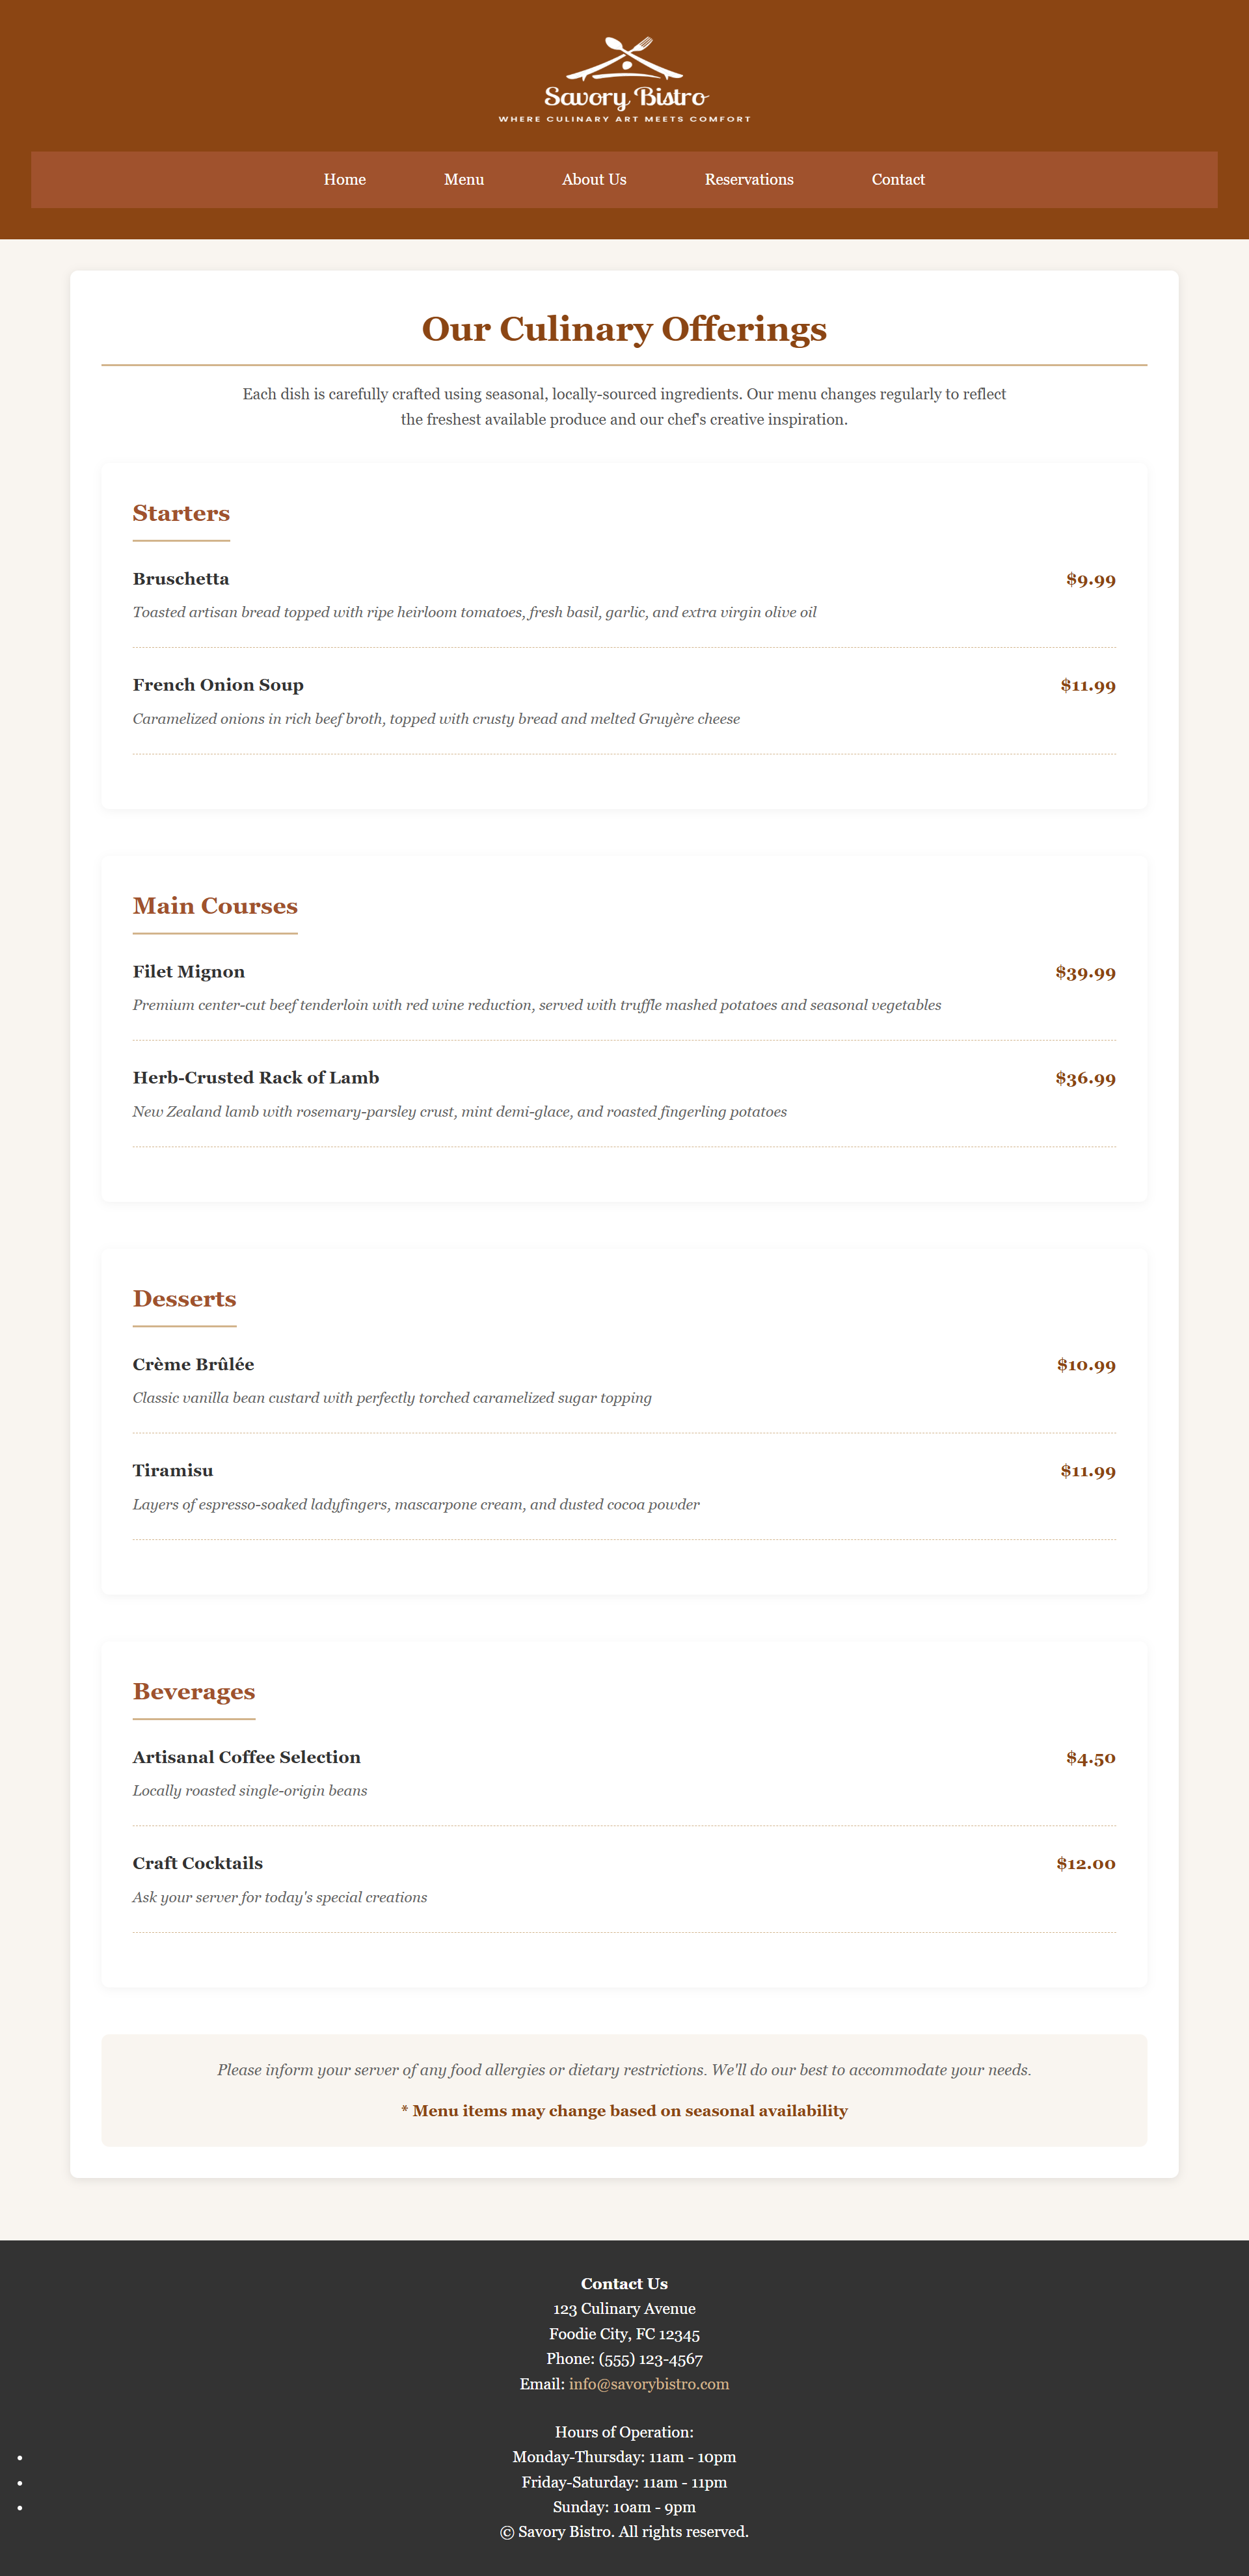 Savory Bistro
WHERE CULINARY ART MEETS COMFORT
Home Menu About Us Reservations Contact
Our Culinary Offerings
Each dish is carefully crafted using seasonal, locally-sourced ingredients. Our menu changes regularly to reflect
the freshest available produce and our chef's creative inspiration.
Starters
Bruschetta $9.99
Toasted artisan bread topped with ripe heirloom tomatoes, fresh basil, garlic, and extra virgin olive oil
French Onion Soup $11.99
Caramelized onions in rich beef broth, topped with crusty bread and melted Gruyère cheese
Main Courses
Filet Mignon $39.99
Premium center-cut beef tenderloin with red wine reduction, served with truffle mashed potatoes and seasonal vegetables
Herb-Crusted Rack of Lamb $36.99
New Zealand lamb with rosemary-parsley crust, mint demi-glace, and roasted fingerling potatoes
Desserts
Crème Brûlée $10.99
Classic vanilla bean custard with perfectly torched caramelized sugar topping
Tiramisu $11.99
Layers of espresso-soaked ladyfingers, mascarpone cream, and dusted cocoa powder
Beverages
Artisanal Coffee Selection $4.50
Locally roasted single-origin beans
Craft Cocktails $12.00
Ask your server for today's special creations
Please inform your server of any food allergies or dietary restrictions. We'll do our best to accommodate your needs.
* Menu items may change based on seasonal availability
Contact Us
123 Culinary Avenue
Foodie City, FC 12345
Phone: (555) 123-4567
Email: info@savorybistro.com
Hours of Operation:
• Monday-Thursday: 11am - 10pm
• Friday-Saturday: 11am - 11pm
• Sunday: 10am - 9pm
© Savory Bistro. All rights reserved.